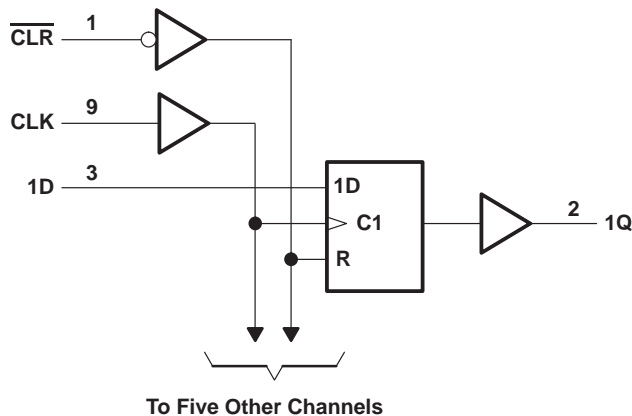 CLR 1
CLK 9
1D 3
1D
C1
R
2 1Q
To Five Other Channels